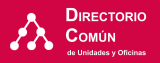 DIRECTORIO
COMÚN
de Unidades y Oficinas